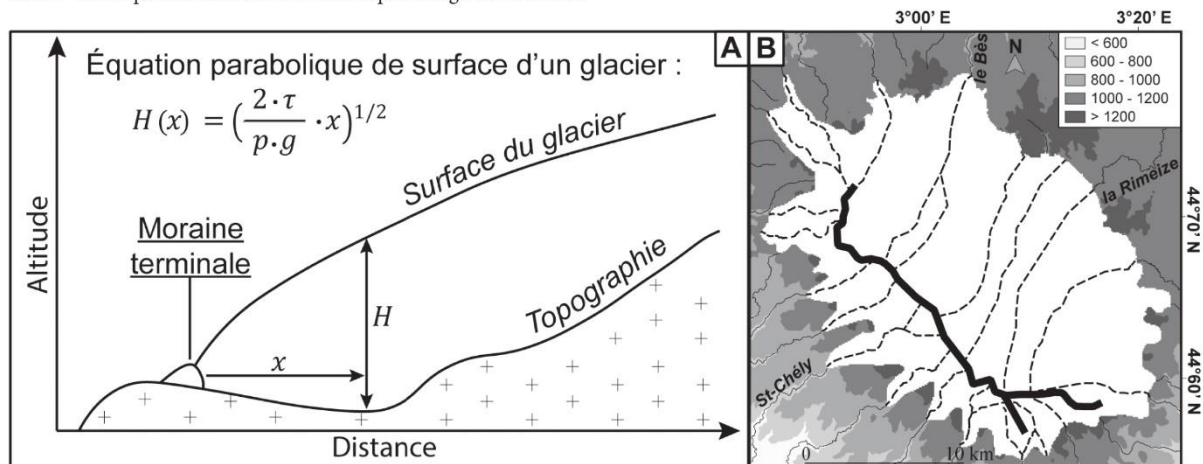 A
Équation parabolique de surface d'un glacier :
H (x) = (2·τ / p·g · x)^1/2
Surface du glacier
Moraine
terminale
H
x
Topographie
Altitude
Distance
B
3°00' E
3°20' E
N
< 600
600 - 800
800 - 1000
1000 - 1200
> 1200
le Bès
la Rimeize
44°70' N
44°60' N
St-Chély
0
10 km